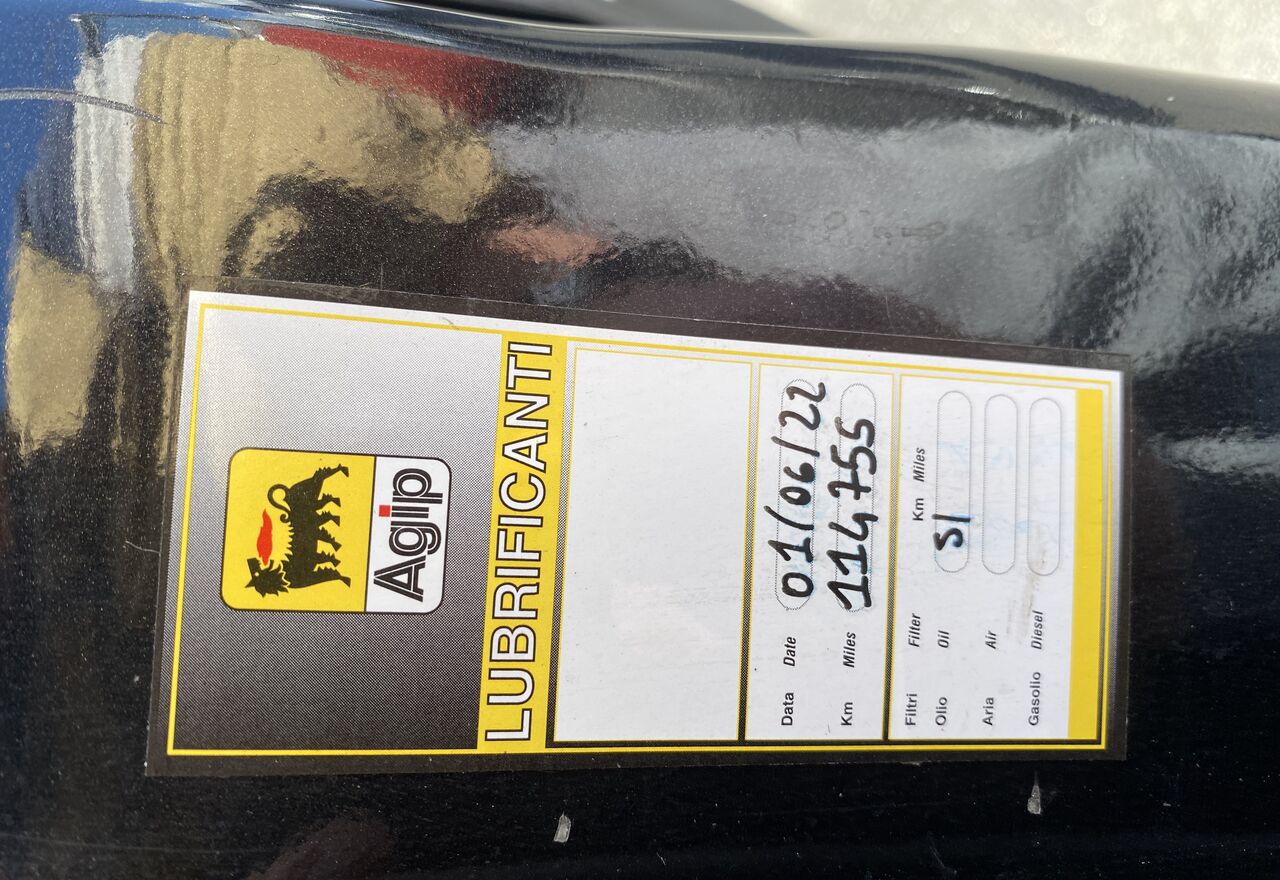 Agip
LUBRIFICANTI
Data Date 01/06/22
Km Miles 114755
Filtri Filter Km Miles
Olio Oil SI
Aria Air
Gasolio Diesel